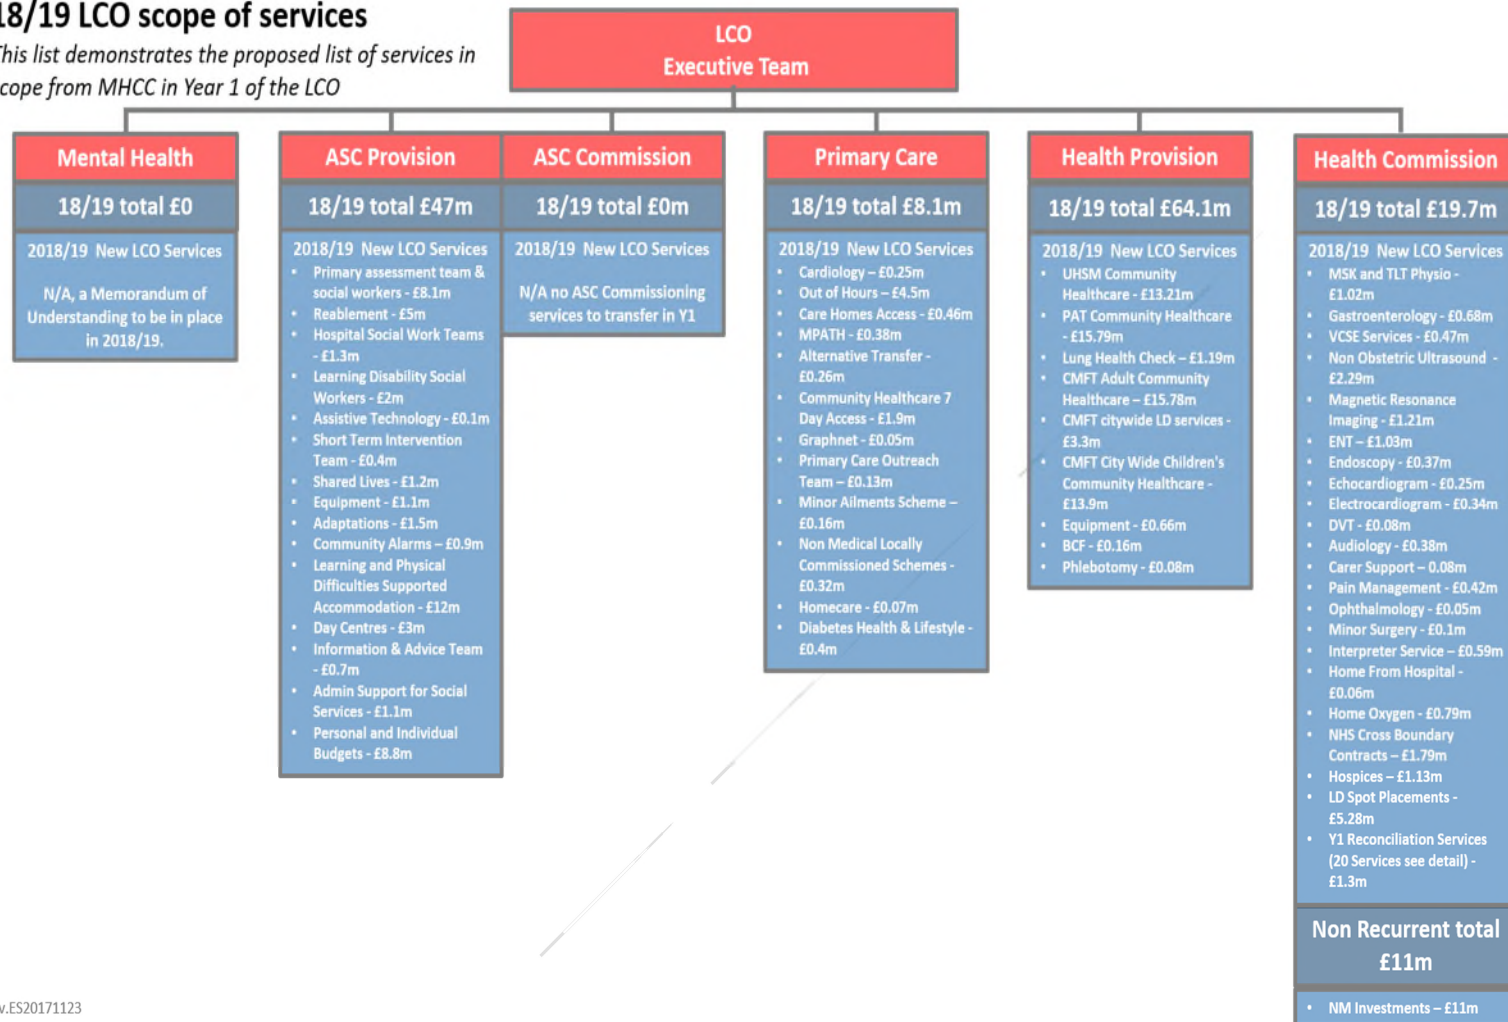 18/19 LCO scope of services
This list demonstrates the proposed list of services in
scope from MHCC in Year 1 of the LCO
LCO
Executive Team
Mental Health
18/19 total £0
2018/19 New LCO Services
N/A, a Memorandum of
Understanding to be in place
in 2018/19.
ASC Provision
18/19 total £47m
2018/19 New LCO Services
• Primary assessment team &
social workers - £8.1m
• Reablement - £5m
• Hospital Social Work Teams
- £1.3m
• Learning Disability Social
Workers - £2m
• Assistive Technology - £0.1m
• Short Term Intervention
Team - £0.4m
• Shared Lives - £1.2m
• Equipment - £1.1m
• Adaptations - £1.5m
• Community Alarms – £0.9m
• Learning and Physical
Difficulties Supported
Accommodation - £12m
• Day Centres - £3m
• Information & Advice Team
- £0.7m
• Admin Support for Social
Services - £1.1m
• Personal and Individual
Budgets - £8.8m
ASC Commission
18/19 total £0m
2018/19 New LCO Services
N/A no ASC Commissioning
services to transfer in Y1
Primary Care
18/19 total £8.1m
2018/19 New LCO Services
• Cardiology – £0.25m
• Out of Hours – £4.5m
• Care Homes Access - £0.46m
• MPATH - £0.38m
• Alternative Transfer -
£0.26m
• Community Healthcare 7
Day Access - £1.9m
• Graphnet - £0.05m
• Primary Care Outreach
Team – £0.13m
• Minor Ailments Scheme –
£0.16m
• Non Medical Locally
Commissioned Schemes -
£0.32m
• Homecare - £0.07m
• Diabetes Health & Lifestyle -
£0.4m
Health Provision
18/19 total £64.1m
2018/19 New LCO Services
• UHSM Community
Healthcare - £13.21m
• PAT Community Healthcare
- £15.79m
• Lung Health Check – £1.19m
• CMFT Adult Community
Healthcare – £15.78m
• CMFT citywide LD services -
£3.3m
• CMFT City Wide Children's
Community Healthcare -
£13.9m
• Equipment - £0.66m
• BCF - £0.16m
• Phlebotomy - £0.08m
Health Commission
18/19 total £19.7m
2018/19 New LCO Services
• MSK and TLT Physio -
£1.02m
• Gastroenterology - £0.68m
• VCSE Services - £0.47m
• Non Obstetric Ultrasound -
£2.29m
• Magnetic Resonance
Imaging - £1.21m
• ENT – £1.03m
• Endoscopy - £0.37m
• Echocardiogram - £0.25m
• Electrocardiogram - £0.34m
• DVT - £0.08m
• Audiology - £0.38m
• Carer Support – 0.08m
• Pain Management - £0.42m
• Ophthalmology - £0.05m
• Minor Surgery - £0.1m
• Interpreter Service – £0.59m
• Home From Hospital -
£0.06m
• Home Oxygen - £0.79m
• NHS Cross Boundary
Contracts – £1.79m
• Hospices – £1.13m
• LD Spot Placements -
£5.28m
• Y1 Reconciliation Services
(20 Services see detail) -
£1.3m
Non Recurrent total
£11m
• NM Investments – £11m
v.ES20171123